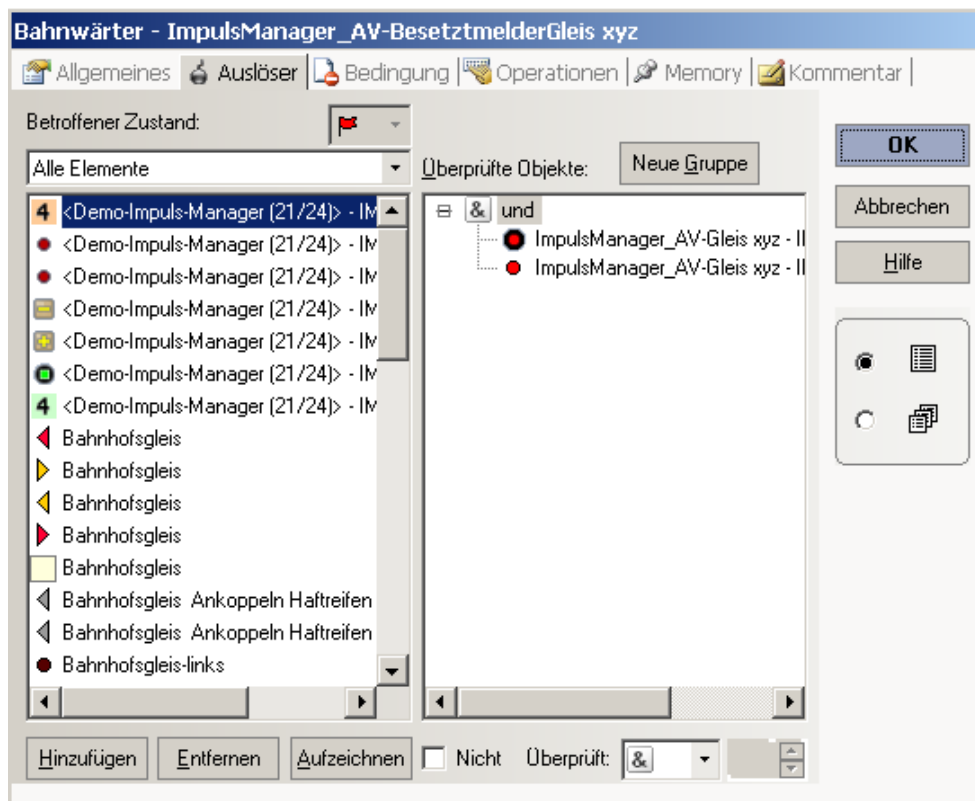 Bahnwärter - ImpulsManager_AV-BesetztmelderGleis xyz
Allgemeines Auslöser Bedingung Operationen Memory Kommentar
Betroffener Zustand:
Alle Elemente
Überprüfte Objekte: Neue Gruppe
OK
Abbrechen
Hilfe
4 <Demo-Impuls-Manager (21/24)> - IM
<Demo-Impuls-Manager (21/24)> - IM
<Demo-Impuls-Manager (21/24)> - IM
<Demo-Impuls-Manager (21/24)> - IM
<Demo-Impuls-Manager (21/24)> - IM
<Demo-Impuls-Manager (21/24)> - IM
4 <Demo-Impuls-Manager (21/24)> - IM
Bahnhofsgleis
Bahnhofsgleis
Bahnhofsgleis
Bahnhofsgleis
Bahnhofsgleis
Bahnhofsgleis Ankoppeln Haftreifen
Bahnhofsgleis Ankoppeln Haftreifen
Bahnhofsgleis-links
& und
ImpulsManager_AV-Gleis xyz - II
ImpulsManager_AV-Gleis xyz - II
Hinzufügen Entfernen Aufzeichnen Nicht Überprüft: &